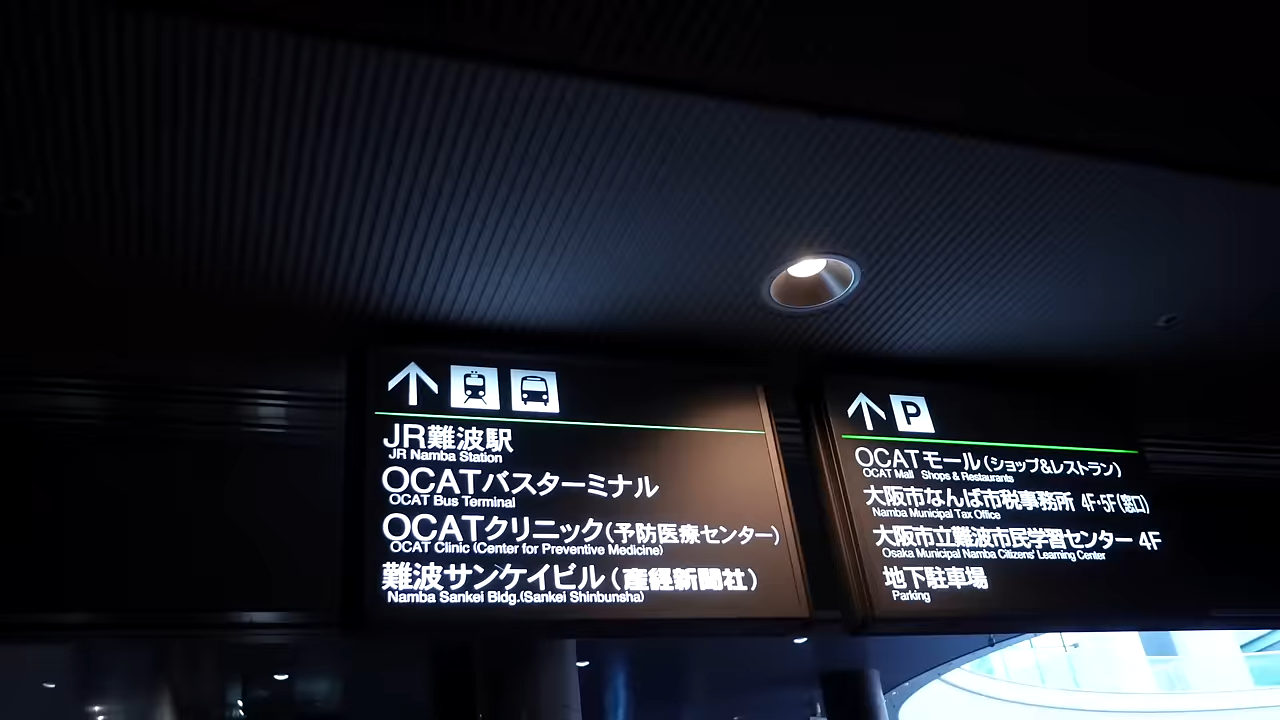 JR難波駅
JR Namba Station
OCATバスターミナル
OCAT Bus Terminal
OCATクリニック(予防医療センター)
OCAT Clinic (Center for Preventive Medicine)
難波サンケイビル(産經新聞社)
Namba Sankei Bldg.(Sankei Shinbunsha)
P
OCATモール(ショップ&レストラン)
OCAT Mall Shops & Restaurants
大阪市なんば市税事務所 4F・5F(窓口)
Namba Municipal Tax Office
大阪市立難波市民学習センター 4F
Osaka Municipal Namba Citizens' Learning Center
地下駐車場
Parking